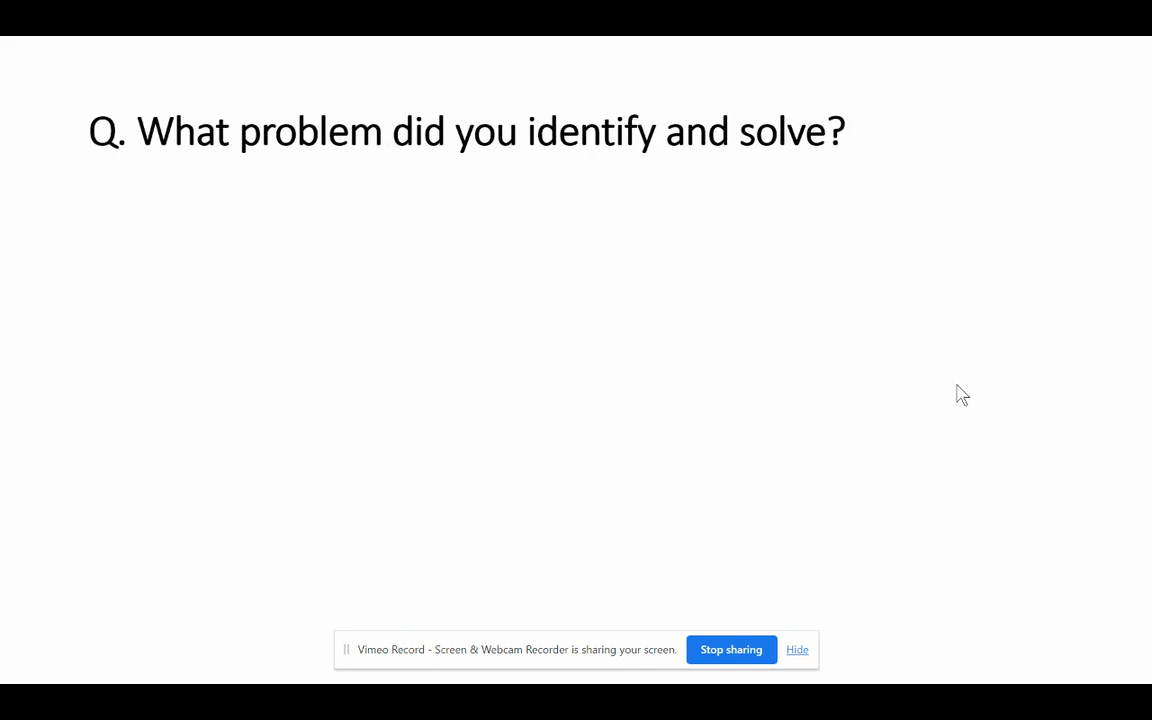 Q. What problem did you identify and solve?
Vimeo Record - Screen & Webcam Recorder is sharing your screen. Stop sharing Hide